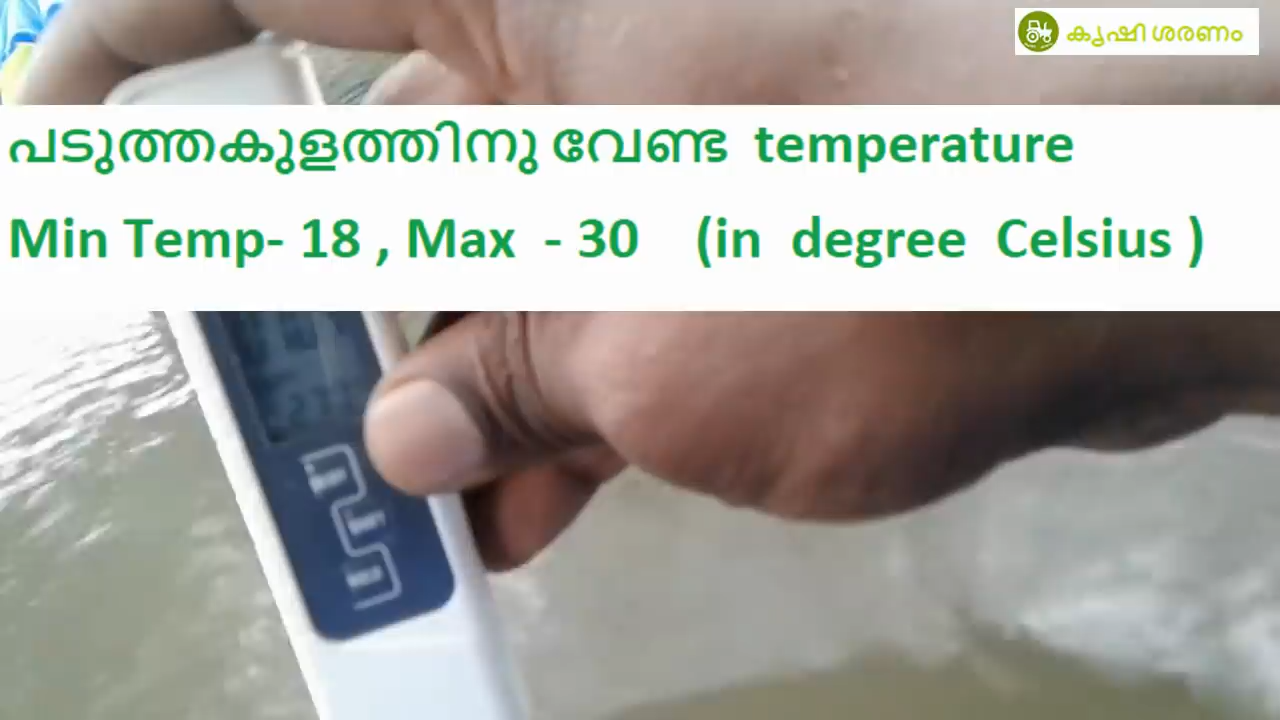 കൃഷി ശരണം
പടുത്തകുളത്തിനു വേണ്ട temperature
Min Temp- 18 , Max - 30 (in degree Celsius )